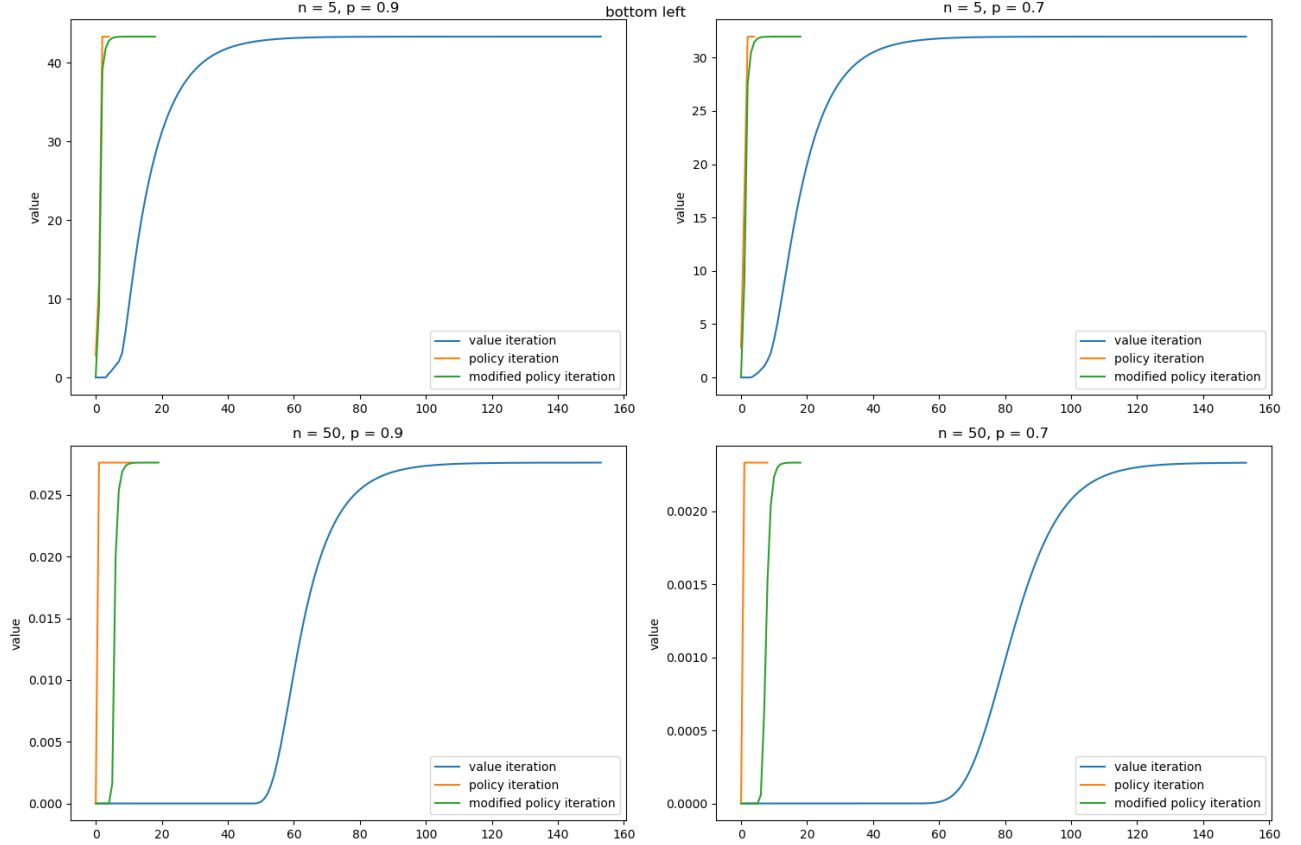 bottom left
n = 5, p = 0.9
value
40
30
20
10
0
0 20 40 60 80 100 120 140 160
value iteration
policy iteration
modified policy iteration
n = 5, p = 0.7
value
30
25
20
15
10
5
0
0 20 40 60 80 100 120 140 160
value iteration
policy iteration
modified policy iteration
n = 50, p = 0.9
value
0.025
0.020
0.015
0.010
0.005
0.000
0 20 40 60 80 100 120 140 160
value iteration
policy iteration
modified policy iteration
n = 50, p = 0.7
value
0.0020
0.0015
0.0010
0.0005
0.0000
0 20 40 60 80 100 120 140 160
value iteration
policy iteration
modified policy iteration